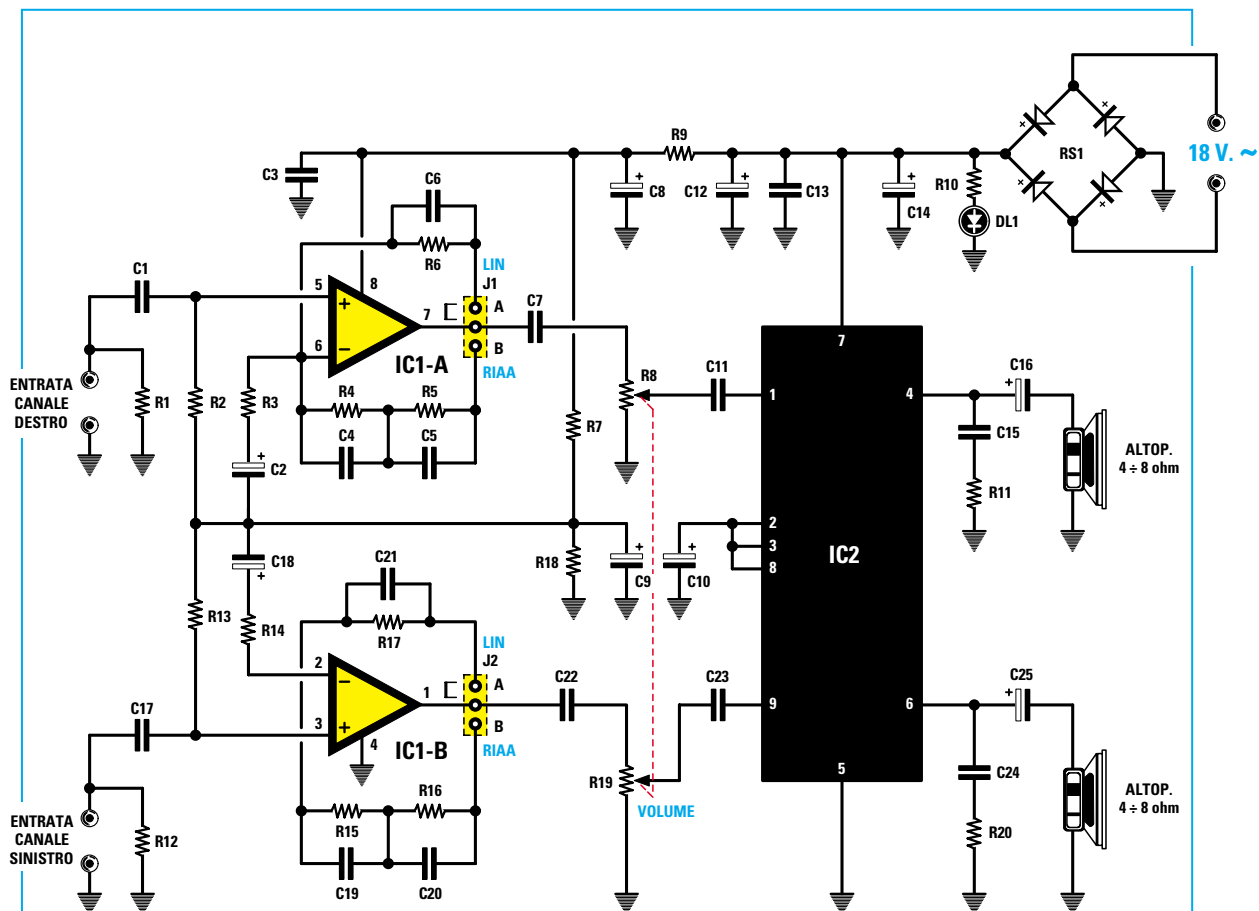 18 V. ~
RS1
R9
C3
C6
C8
C12
C13
C14
R10
DL1
R6
LIN
J1
C1
5
8
A
+
7
C7
6
–
B
IC1-A
RIAA
ENTRATA
CANALE
DESTRO
R1
R2
R3
R4
R5
C4
C5
C2
R7
R8
C11
1
7
4
C16
C15
R11
ALTOP.
4 ÷ 8 ohm
2
3
8
IC2
C18
C21
R18
C9
C10
R13
R14
R17
LIN
J2
2
–
1
A
C22
C23
9
6
C25
C17
3
+
4
B
IC1-B
RIAA
R19
VOLUME
5
C24
R20
ALTOP.
4 ÷ 8 ohm
ENTRATA
CANALE
SINISTRO
R12
R15
R16
C19
C20